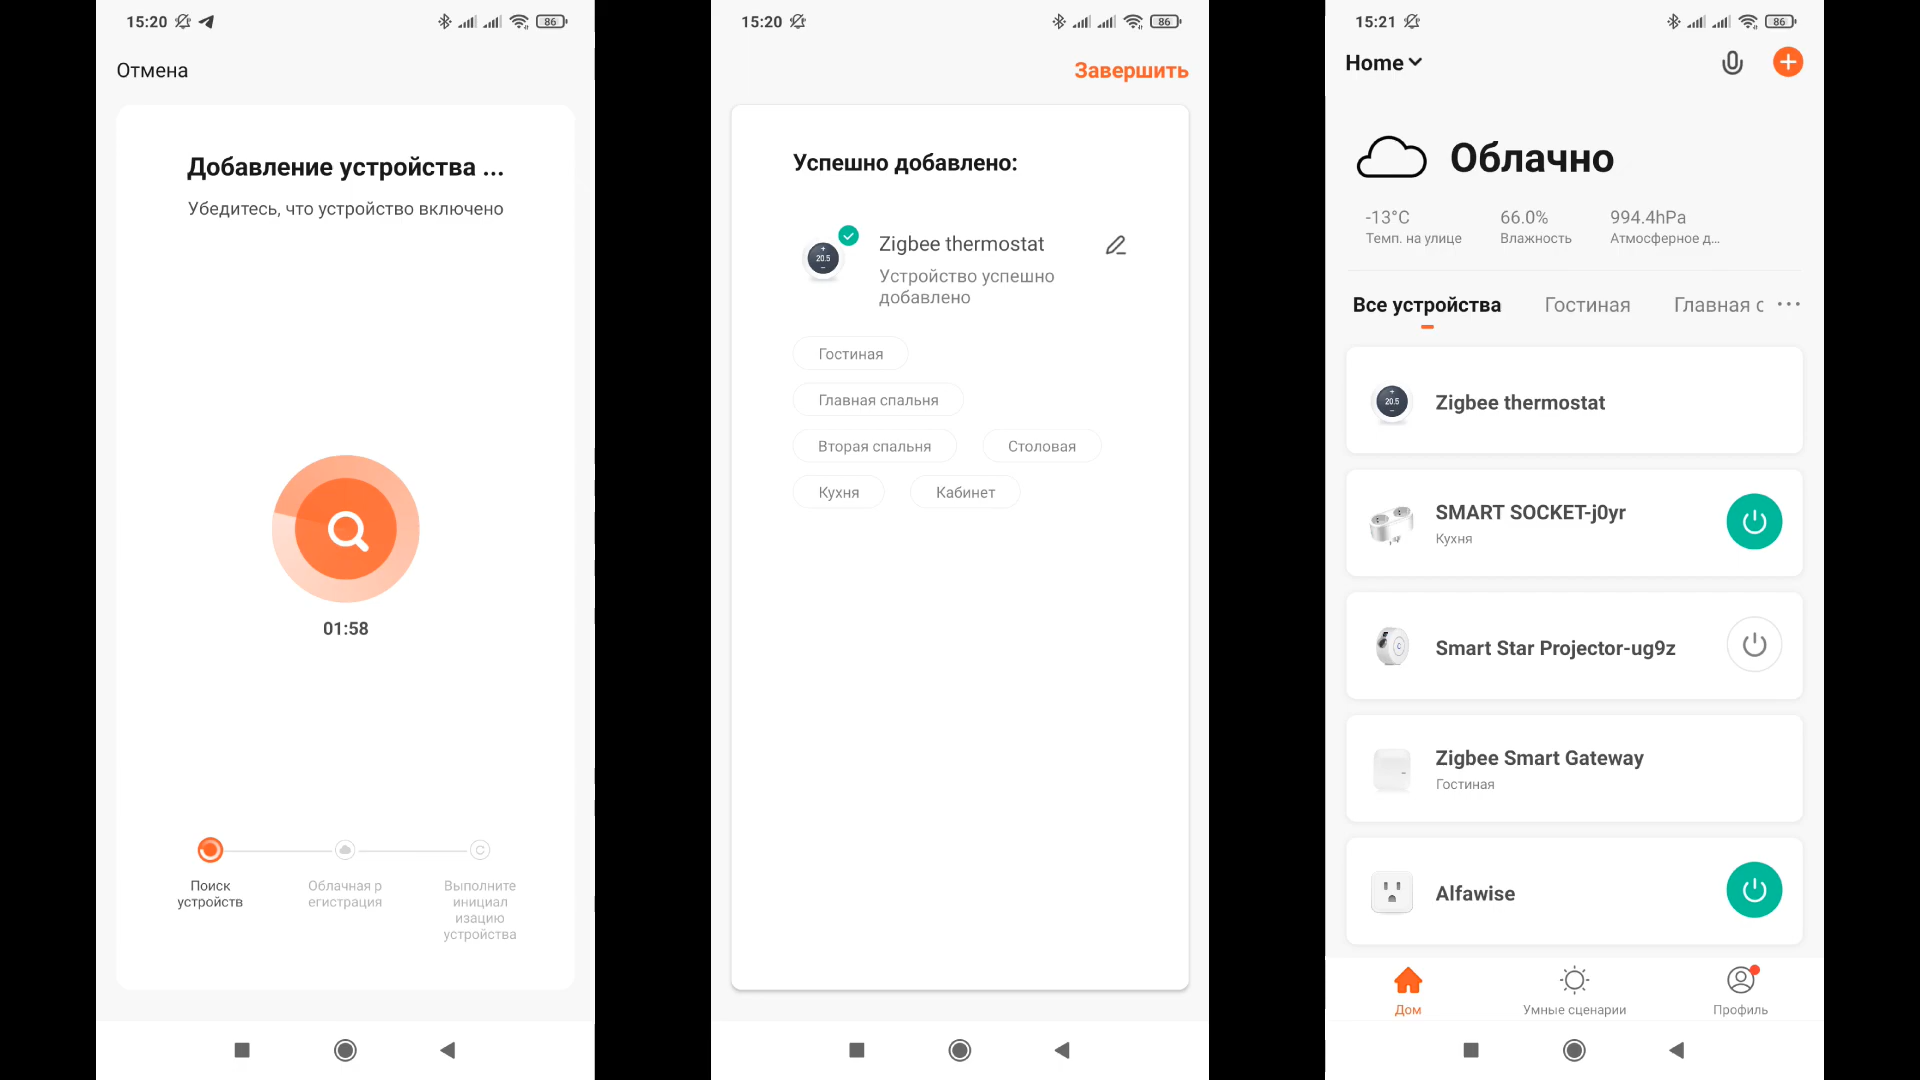 15:20
86
Отмена
Добавление устройства ...
Убедитесь, что устройство включено
01:58
Поиск
устройств
Облачная р
егистрация
Выполните
инициал
изацию
устройства
15:20
86
Завершить
Успешно добавлено:
20.5
Zigbee thermostat
Устройство успешно
добавлено
Гостиная
Главная спальня
Вторая спальня
Столовая
Кухня
Кабинет
15:21
86
Home
Облачно
-13°C
66.0%
994.4hPa
Темп. на улице
Влажность
Атмосферное д...
Все устройства
Гостиная
Главная с
20.5
Zigbee thermostat
SMART SOCKET-j0yr
Кухня
Smart Star Projector-ug9z
Zigbee Smart Gateway
Гостиная
Alfawise
Дом
Умные сценарии
Профиль